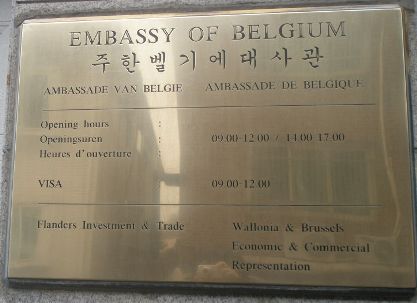 EMBASSY OF BELGIUM
주한벨기에대사관
AMBASSADE VAN BELGIE AMBASSADE DE BELGIQUE
Opening hours :
Openingsuren : 09.00-12.00 / 14.00-17.00
Heures d'ouverture :
VISA 09.00-12.00
Flanders Investment & Trade Wallonia & Brussels
Economic & Commercial
Representation